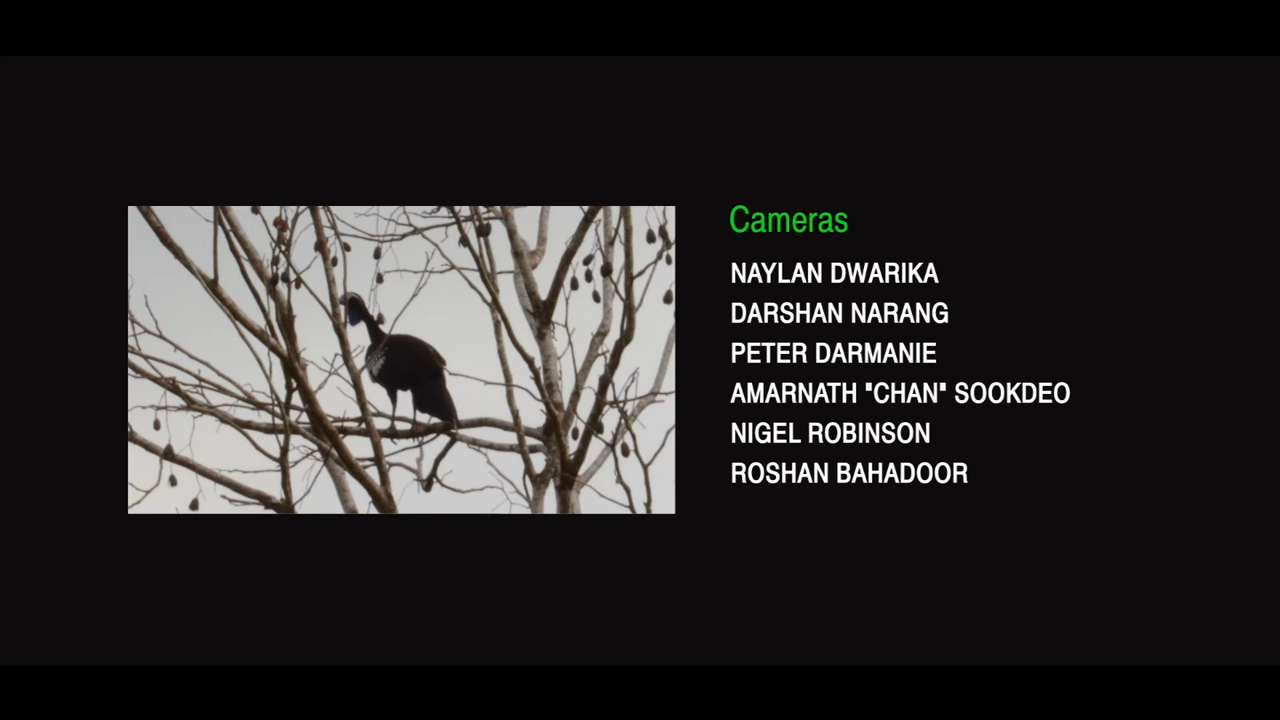 Cameras
NAYLAN DWARIKA
DARSHAN NARANG
PETER DARMANIE
AMARNATH "CHAN" SOOKDEO
NIGEL ROBINSON
ROSHAN BAHADOOR